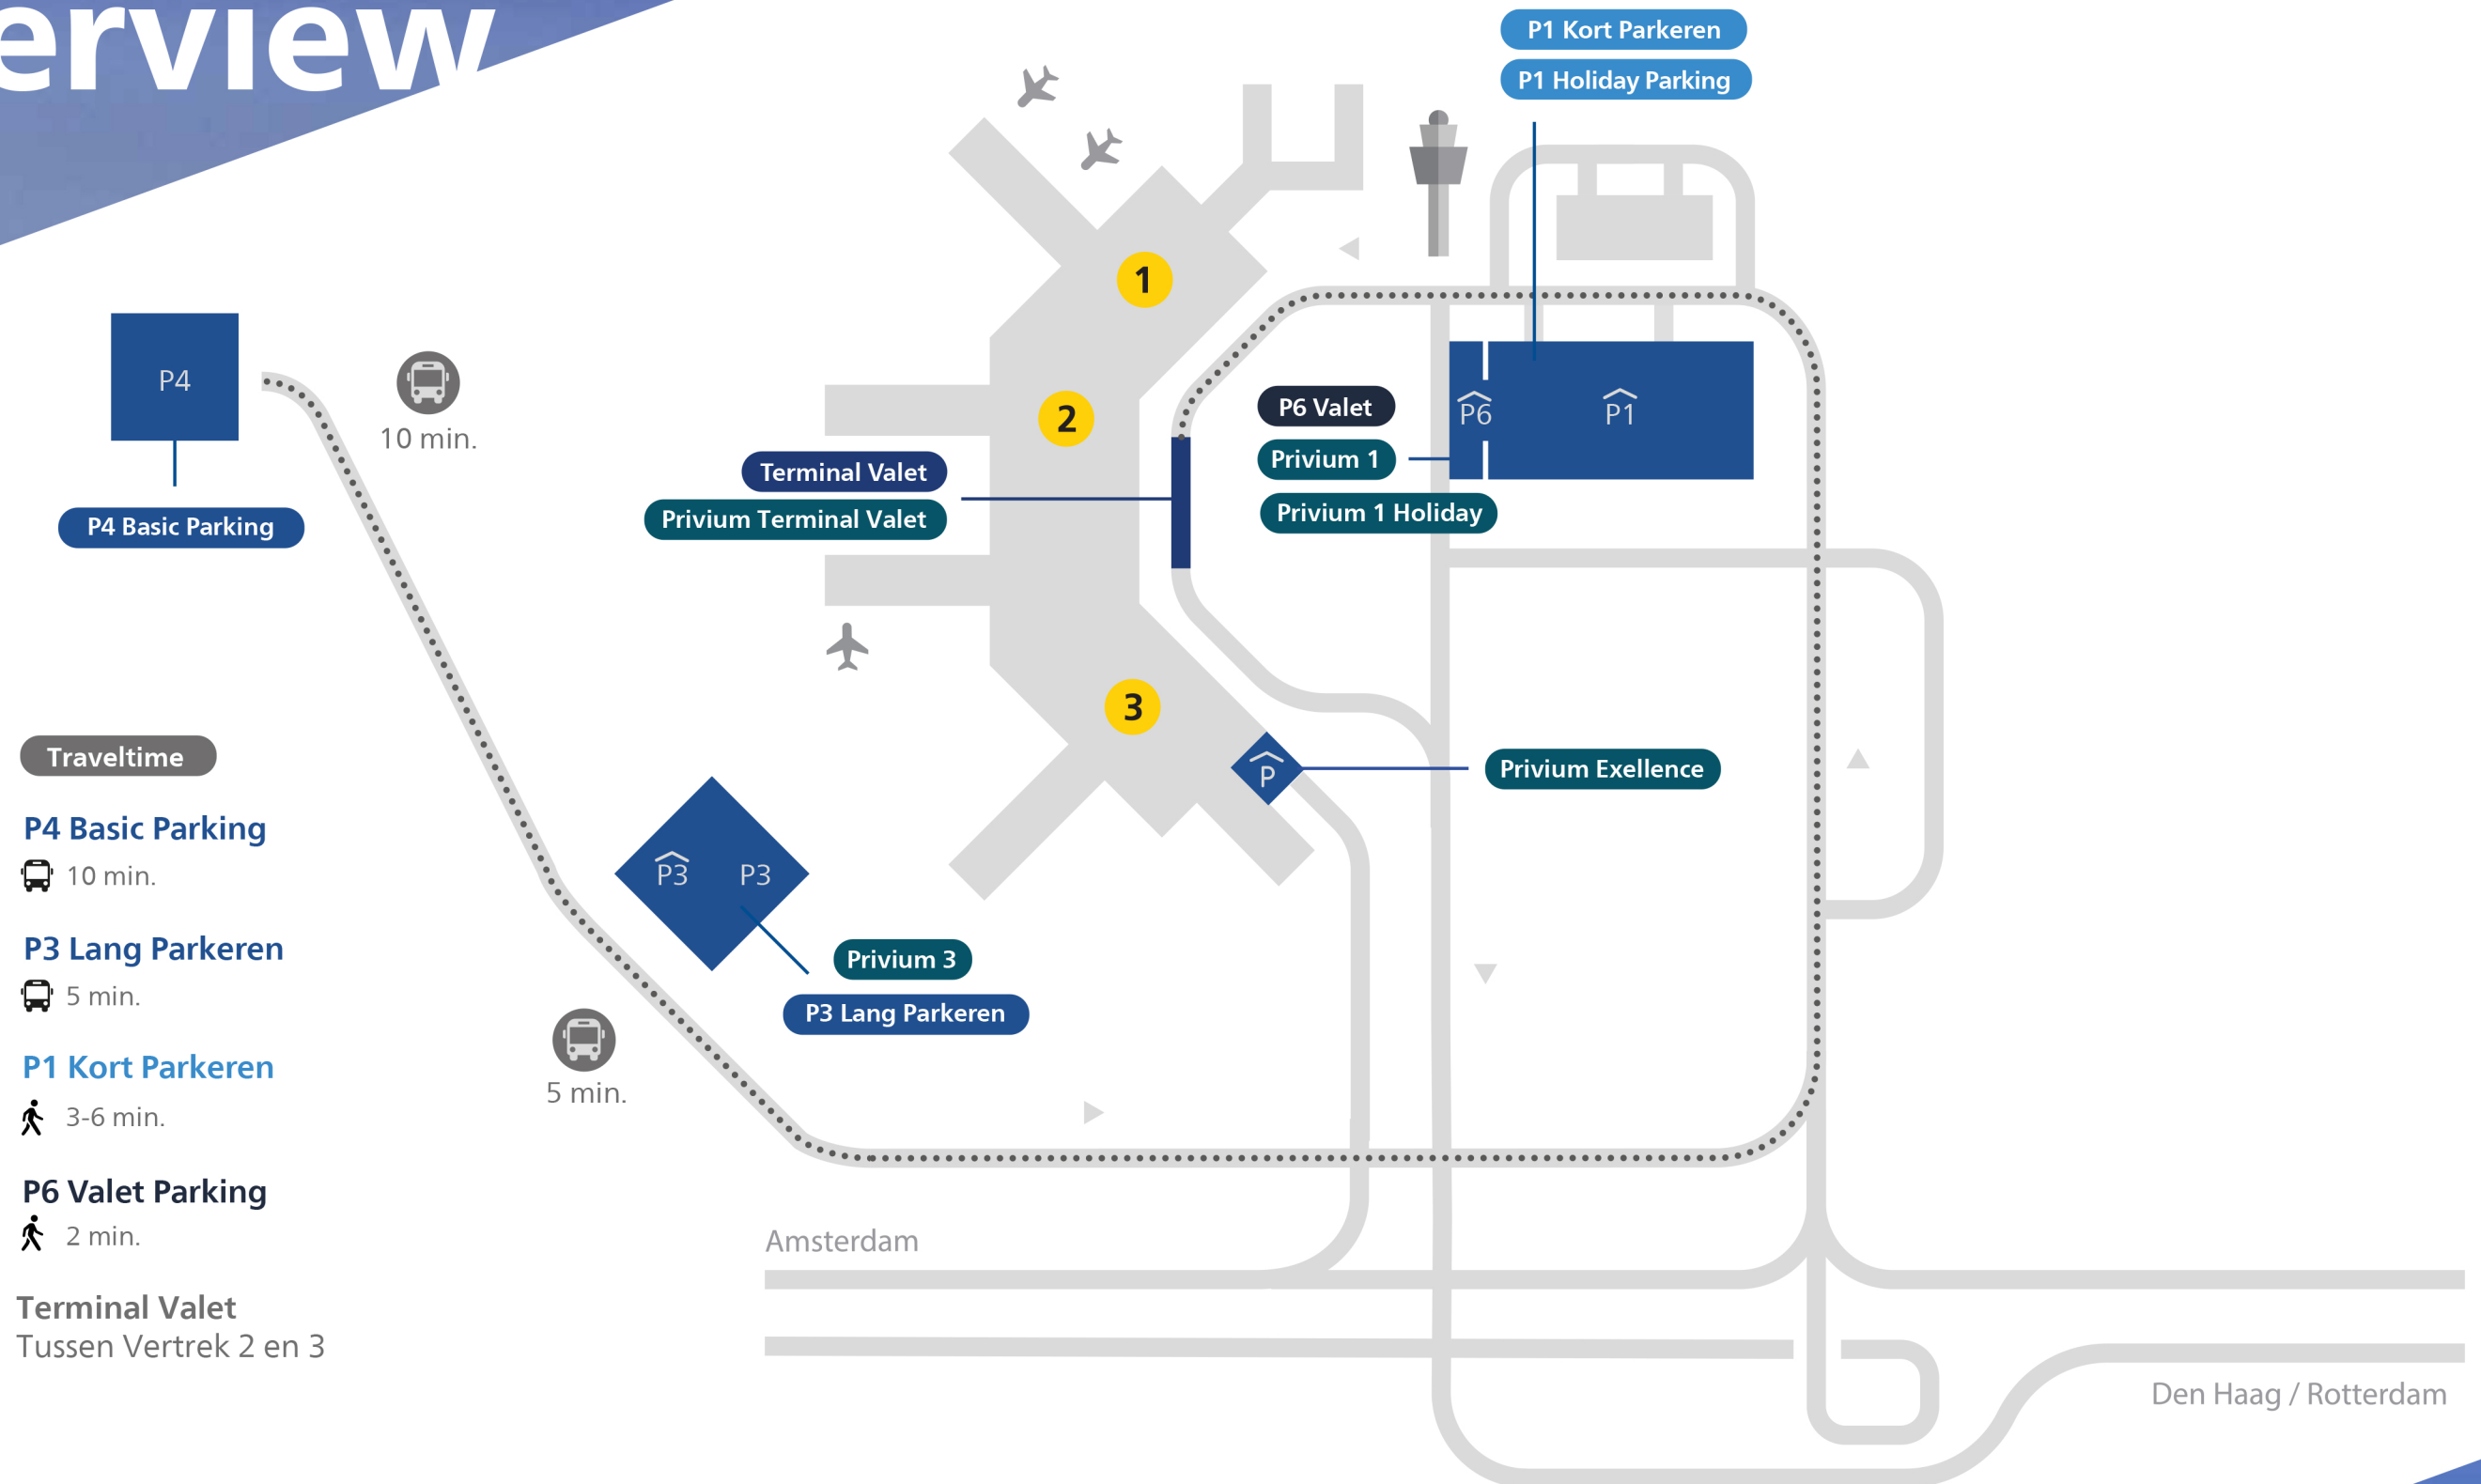 erview
P1 Kort Parkeren
P1 Holiday Parking
1
P4
10 min.
P4 Basic Parking
2
Terminal Valet
Privium Terminal Valet
P6 Valet
Privium 1
Privium 1 Holiday
P6
P1
3
P
Privium Exellence
P3
P3
Privium 3
P3 Lang Parkeren
5 min.
Traveltime
P4 Basic Parking
10 min.
P3 Lang Parkeren
5 min.
P1 Kort Parkeren
3-6 min.
P6 Valet Parking
2 min.
Terminal Valet
Tussen Vertrek 2 en 3
Amsterdam
Den Haag / Rotterdam